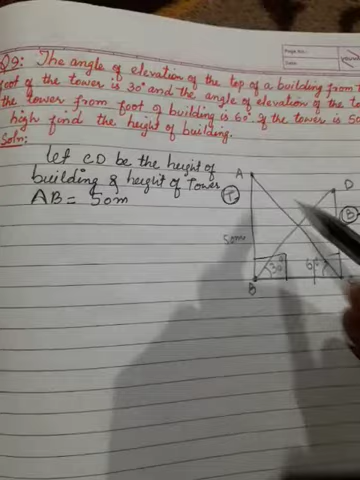 Page No.
Date
Q9: The angle of elevation of the top of a building from
foot of the tower is 30° and the angle of elevation of the
the tower from foot of building is 60°. If the tower is 50
high find the height of building.
Soln:
let CD be the height of
building & height of Tower
AB = 50m
A
D
T
B
50m
30°
B